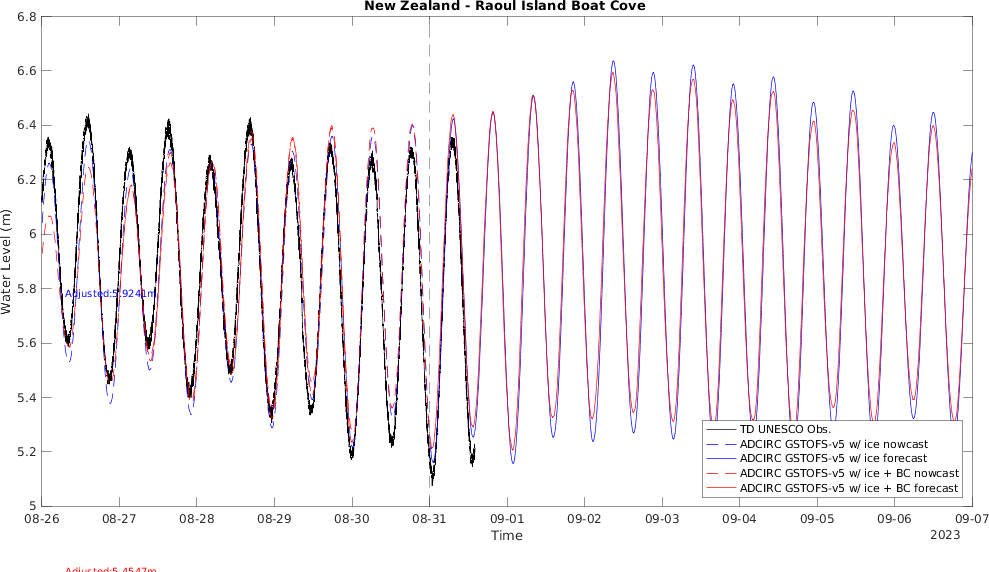 New Zealand - Raoul Island Boat Cove
6.8
6.6
6.4
6.2
6
5.8
5.6
5.4
5.2
5
Water Level (m)
Adjusted:5.9241m
TD UNESCO Obs.
ADCIRC GSTOFS-v5 w/ ice nowcast
ADCIRC GSTOFS-v5 w/ ice forecast
ADCIRC GSTOFS-v5 w/ ice + BC nowcast
ADCIRC GSTOFS-v5 w/ ice + BC forecast
08-26 08-27 08-28 08-29 08-30 08-31 09-01 09-02 09-03 09-04 09-05 09-06 09-07
Time
2023
Adjusted:5.4547m